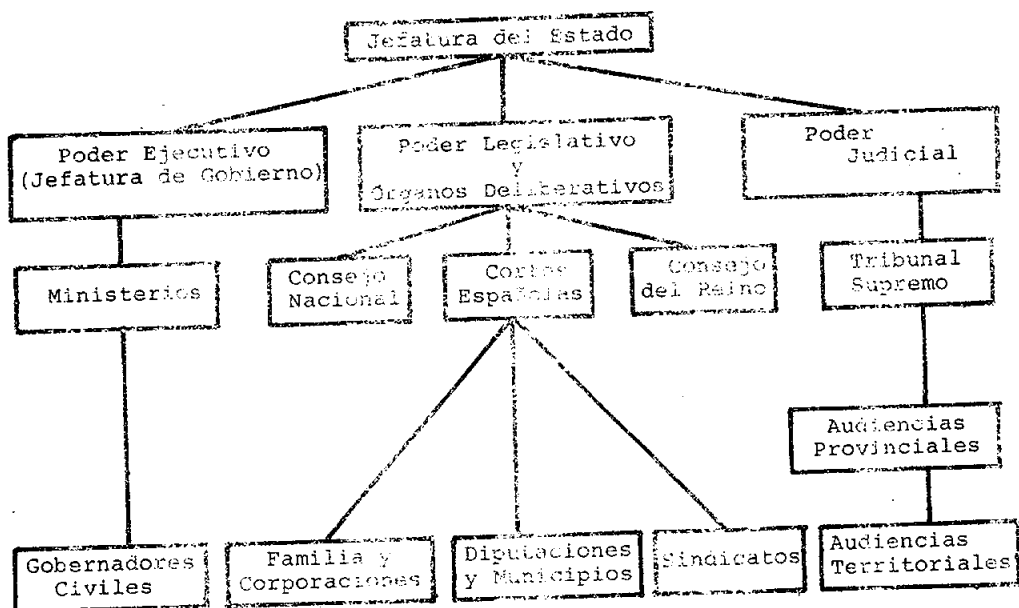 Jefatura del Estado
Poder Ejecutivo
(Jefatura de Gobierno)
Poder Legislativo
y
Órganos Deliberativos
Poder
Judicial
Ministerios
Consejo
Nacional
Cortes
Españolas
Consejo
del Reino
Tribunal
Supremo
Audiencias
Provinciales
Gobernadores
Civiles
Familia y
Corporaciones
Diputaciones
y Municipios
Sindicatos
Audiencias
Territoriales